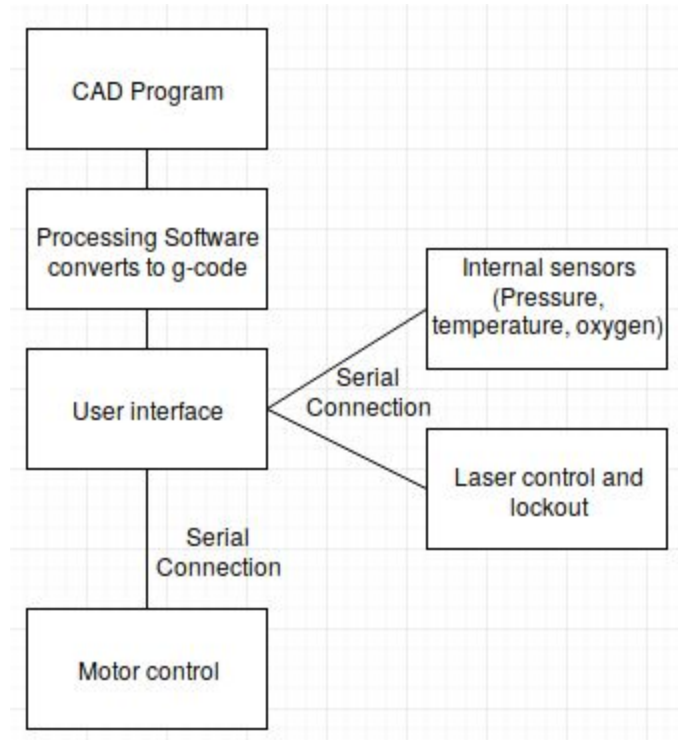 CAD Program
Processing Software
converts to g-code
User interface
Serial
Connection
Motor control
Internal sensors
(Pressure,
temperature, oxygen)
Serial
Connection
Laser control and
lockout